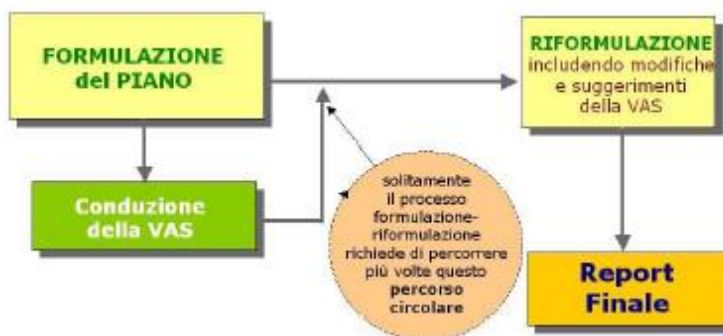 FORMULAZIONE
del PIANO
RIFORMULAZIONE
includendo modifiche
e suggerimenti
della VAS
Conduzione
della VAS
solitamente
il processo
formulazione-
riformulazione
richiede di percorrere
più volte questo
percorso
circolare
Report
Finale